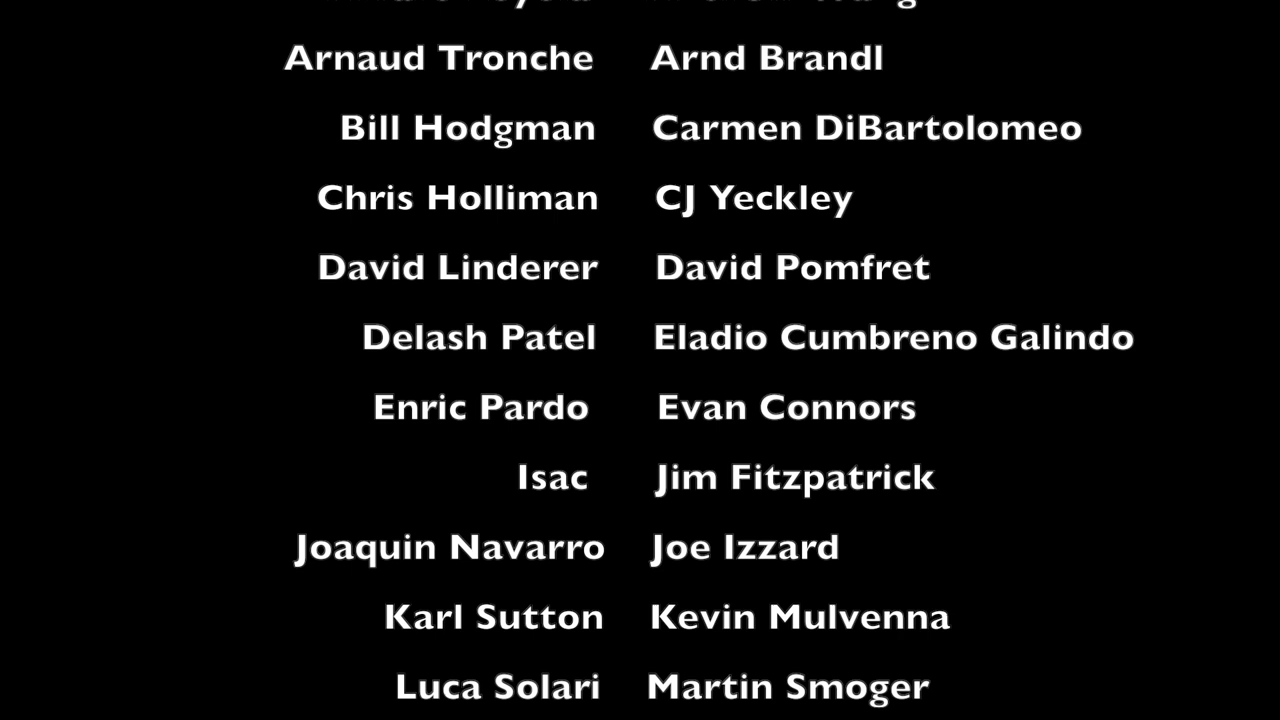 Arnaud Tronche Arnd Brandl
Bill Hodgman Carmen DiBartolomeo
Chris Holliman CJ Yeckley
David Linderer David Pomfret
Delash Patel Eladio Cumbreno Galindo
Enric Pardo Evan Connors
Isac Jim Fitzpatrick
Joaquin Navarro Joe Izzard
Karl Sutton Kevin Mulvenna
Luca Solari Martin Smoger